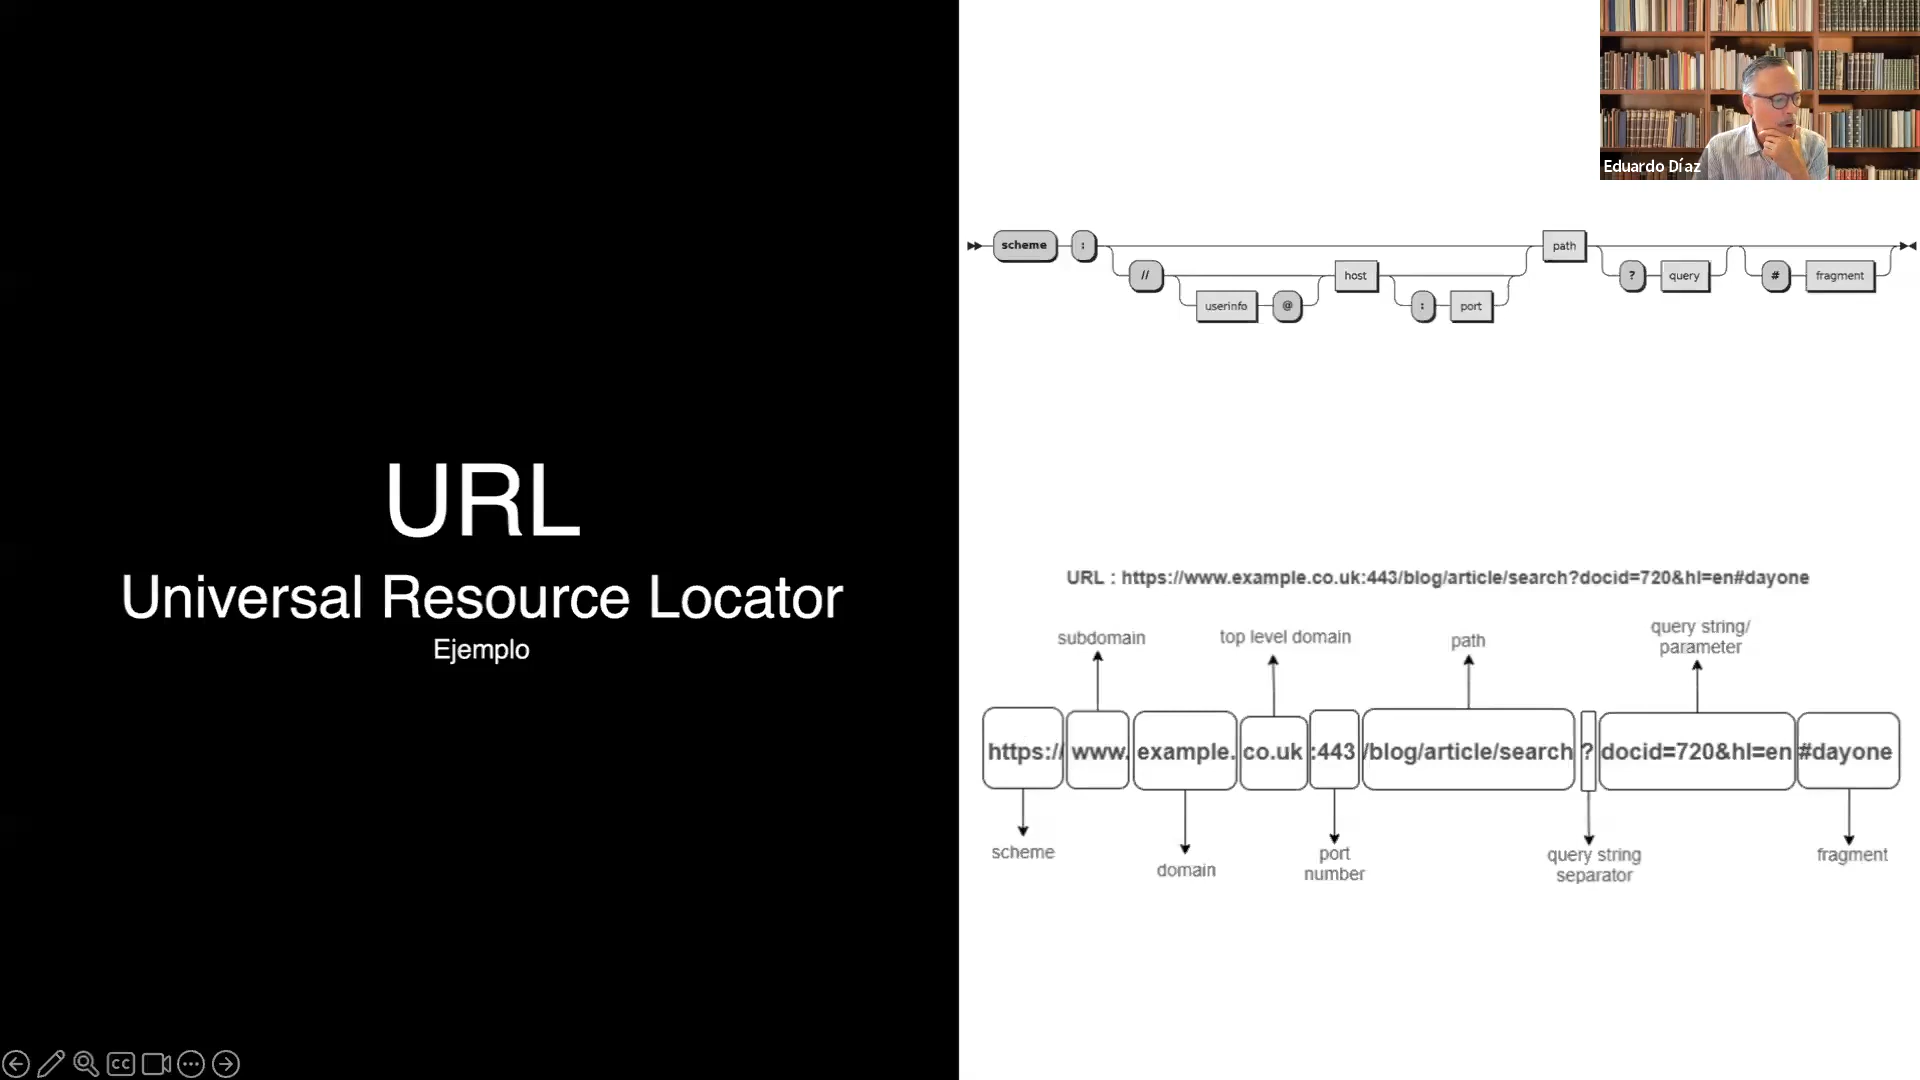 URL
Universal Resource Locator
Ejemplo
Eduardo Díaz
scheme : path
// host ? query # fragment
userinfo @ : port
URL : https://www.example.co.uk:443/blog/article/search?docid=720&hl=en#dayone
subdomain
top level domain
path
query string/
parameter
https:// www. example. co.uk :443 /blog/article/search ? docid=720&hl=en #dayone
scheme
domain
port
number
query string
separator
fragment
CC